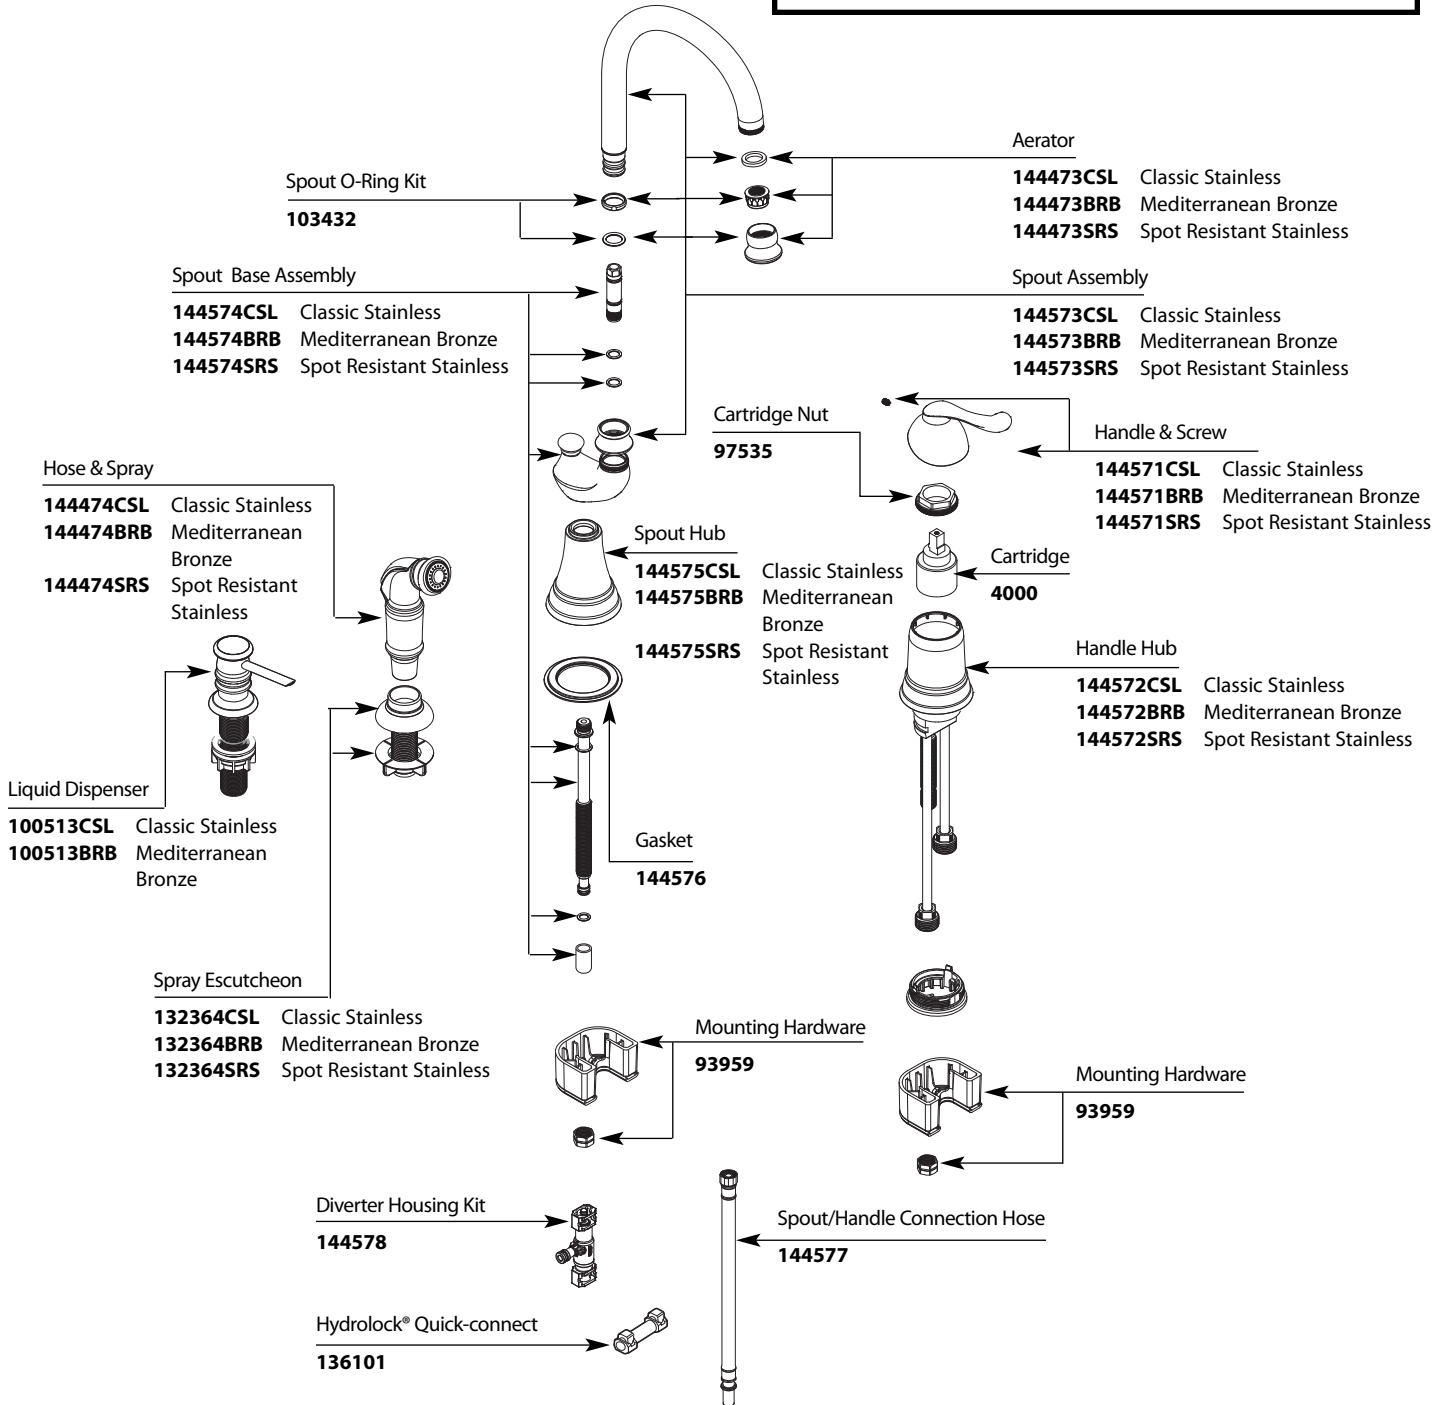 Aerator
144473CSL Classic Stainless
144473BRB Mediterranean Bronze
144473SRS Spot Resistant Stainless
Spout O-Ring Kit
103432
Spout Base Assembly
144574CSL Classic Stainless
144574BRB Mediterranean Bronze
144574SRS Spot Resistant Stainless
Spout Assembly
144573CSL Classic Stainless
144573BRB Mediterranean Bronze
144573SRS Spot Resistant Stainless
Cartridge Nut
97535
Handle & Screw
144571CSL Classic Stainless
144571BRB Mediterranean Bronze
144571SRS Spot Resistant Stainless
Hose & Spray
144474CSL Classic Stainless
144474BRB Mediterranean
Bronze
144474SRS Spot Resistant
Stainless
Spout Hub
144575CSL Classic Stainless
144575BRB Mediterranean
Bronze
144575SRS Spot Resistant
Stainless
Cartridge
4000
Handle Hub
144572CSL Classic Stainless
144572BRB Mediterranean Bronze
144572SRS Spot Resistant Stainless
Liquid Dispenser
100513CSL Classic Stainless
100513BRB Mediterranean
Bronze
Gasket
144576
Spray Escutcheon
132364CSL Classic Stainless
132364BRB Mediterranean Bronze
132364SRS Spot Resistant Stainless
Mounting Hardware
93959
Mounting Hardware
93959
Diverter Housing Kit
144578
Spout/Handle Connection Hose
144577
Hydrolock® Quick-connect
136101